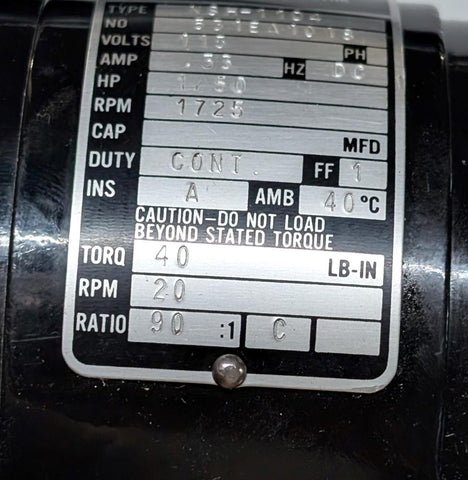 TYPE
NO
VOLTS 115 PH
AMP .33 HZ DC
HP 1/50
RPM 1725
CAP MFD
DUTY CONT. FF 1
INS A AMB 40°C
CAUTION–DO NOT LOAD
BEYOND STATED TORQUE
TORQ 40 LB-IN
RPM 20
RATIO 90 :1 C